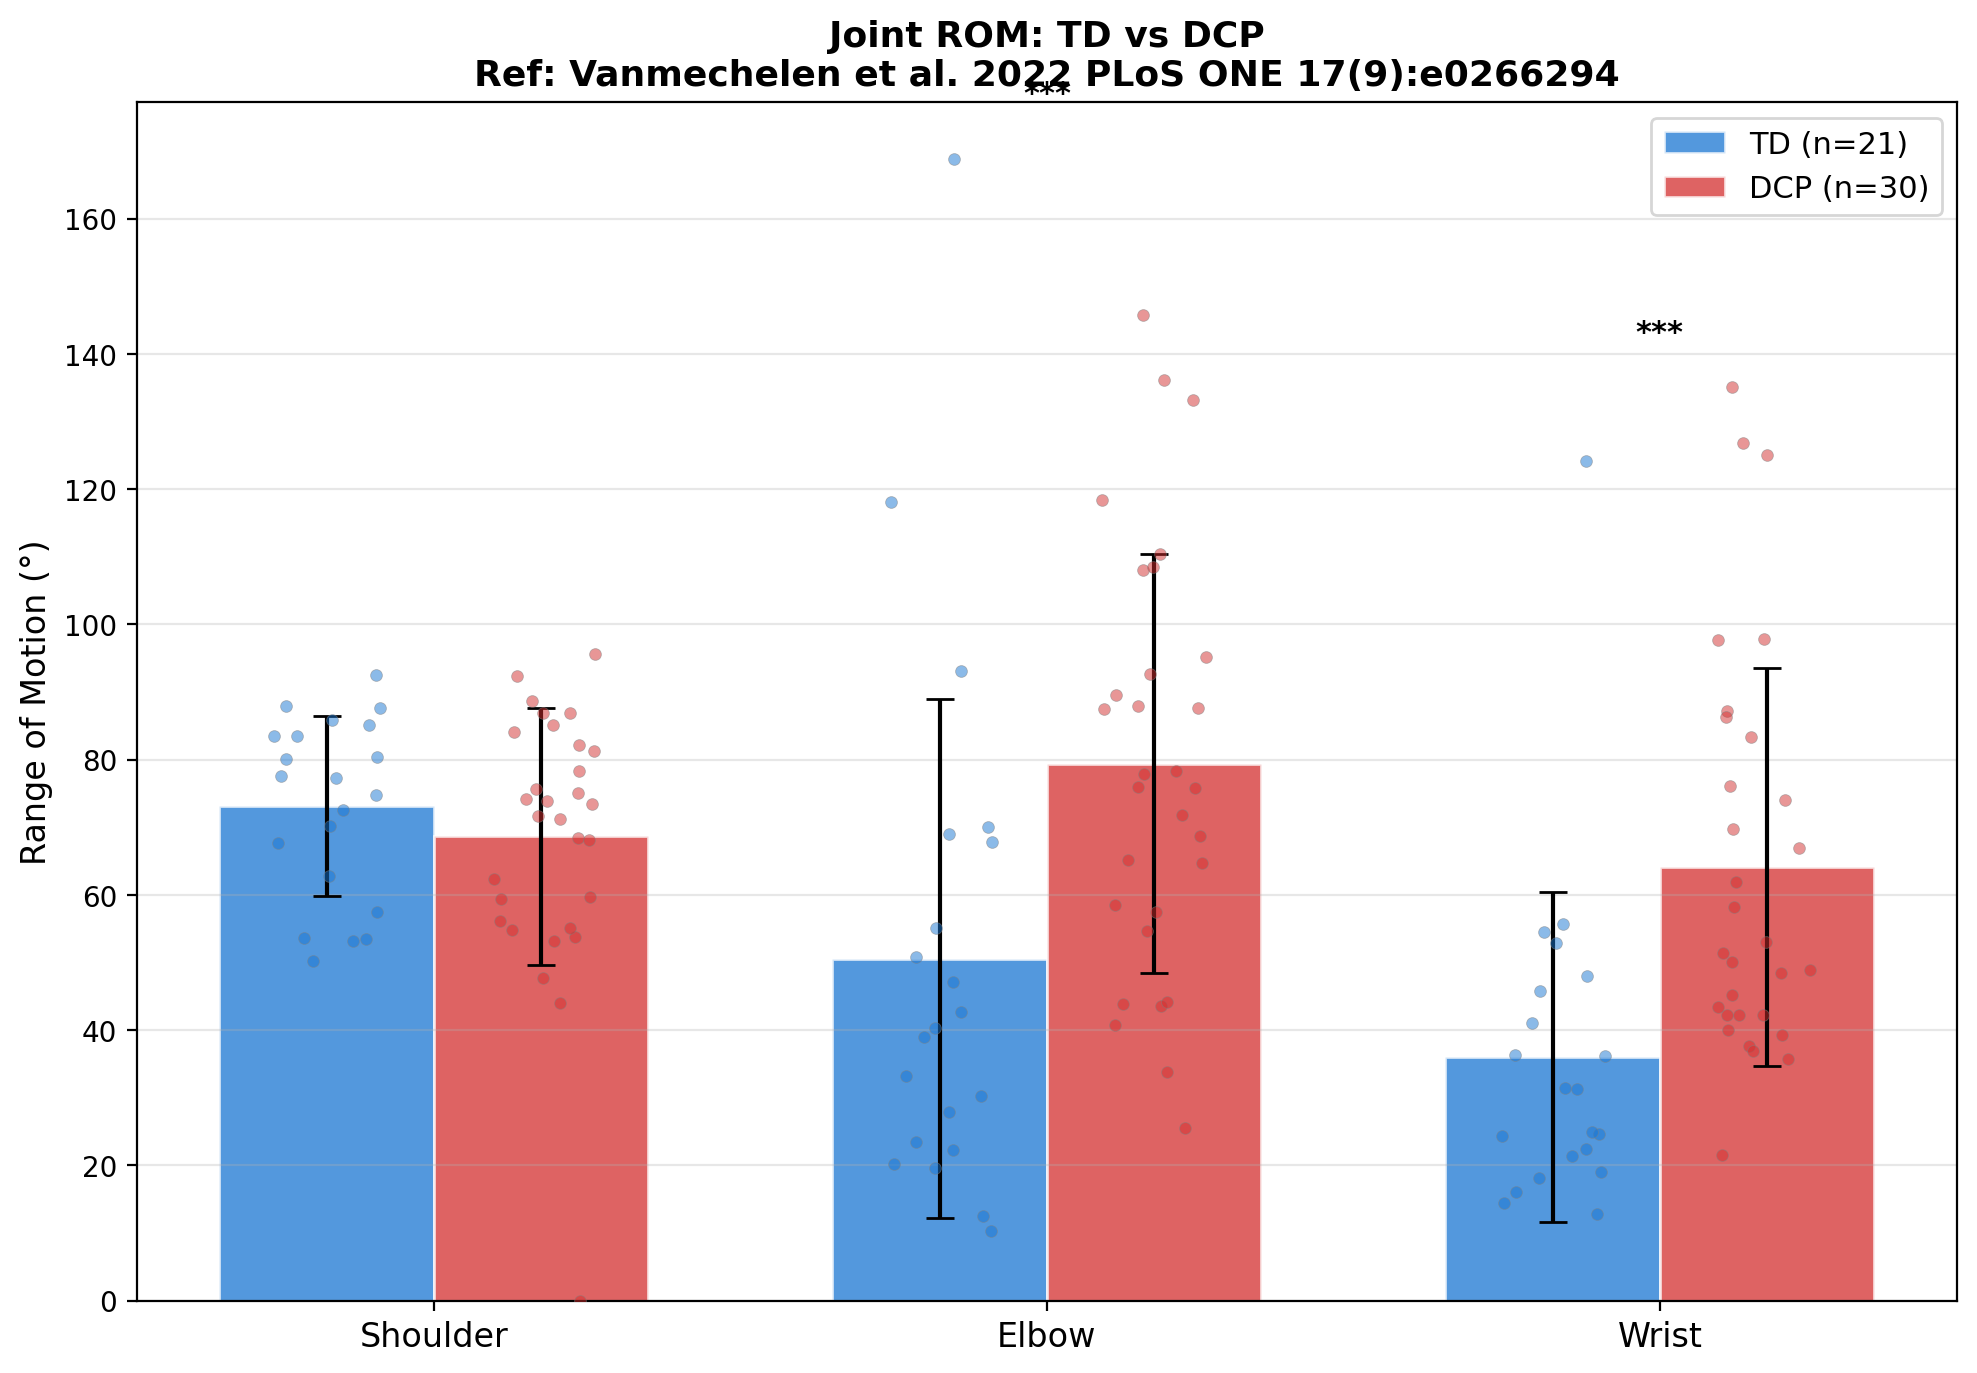 Joint ROM: TD vs DCP
Ref: Vanmechelen et al. 2022 PLoS ONE 17(9):e0266294
***
TD (n=21)
DCP (n=30)
***
Range of Motion (°)
160
140
120
100
80
60
40
20
0
Shoulder
Elbow
Wrist